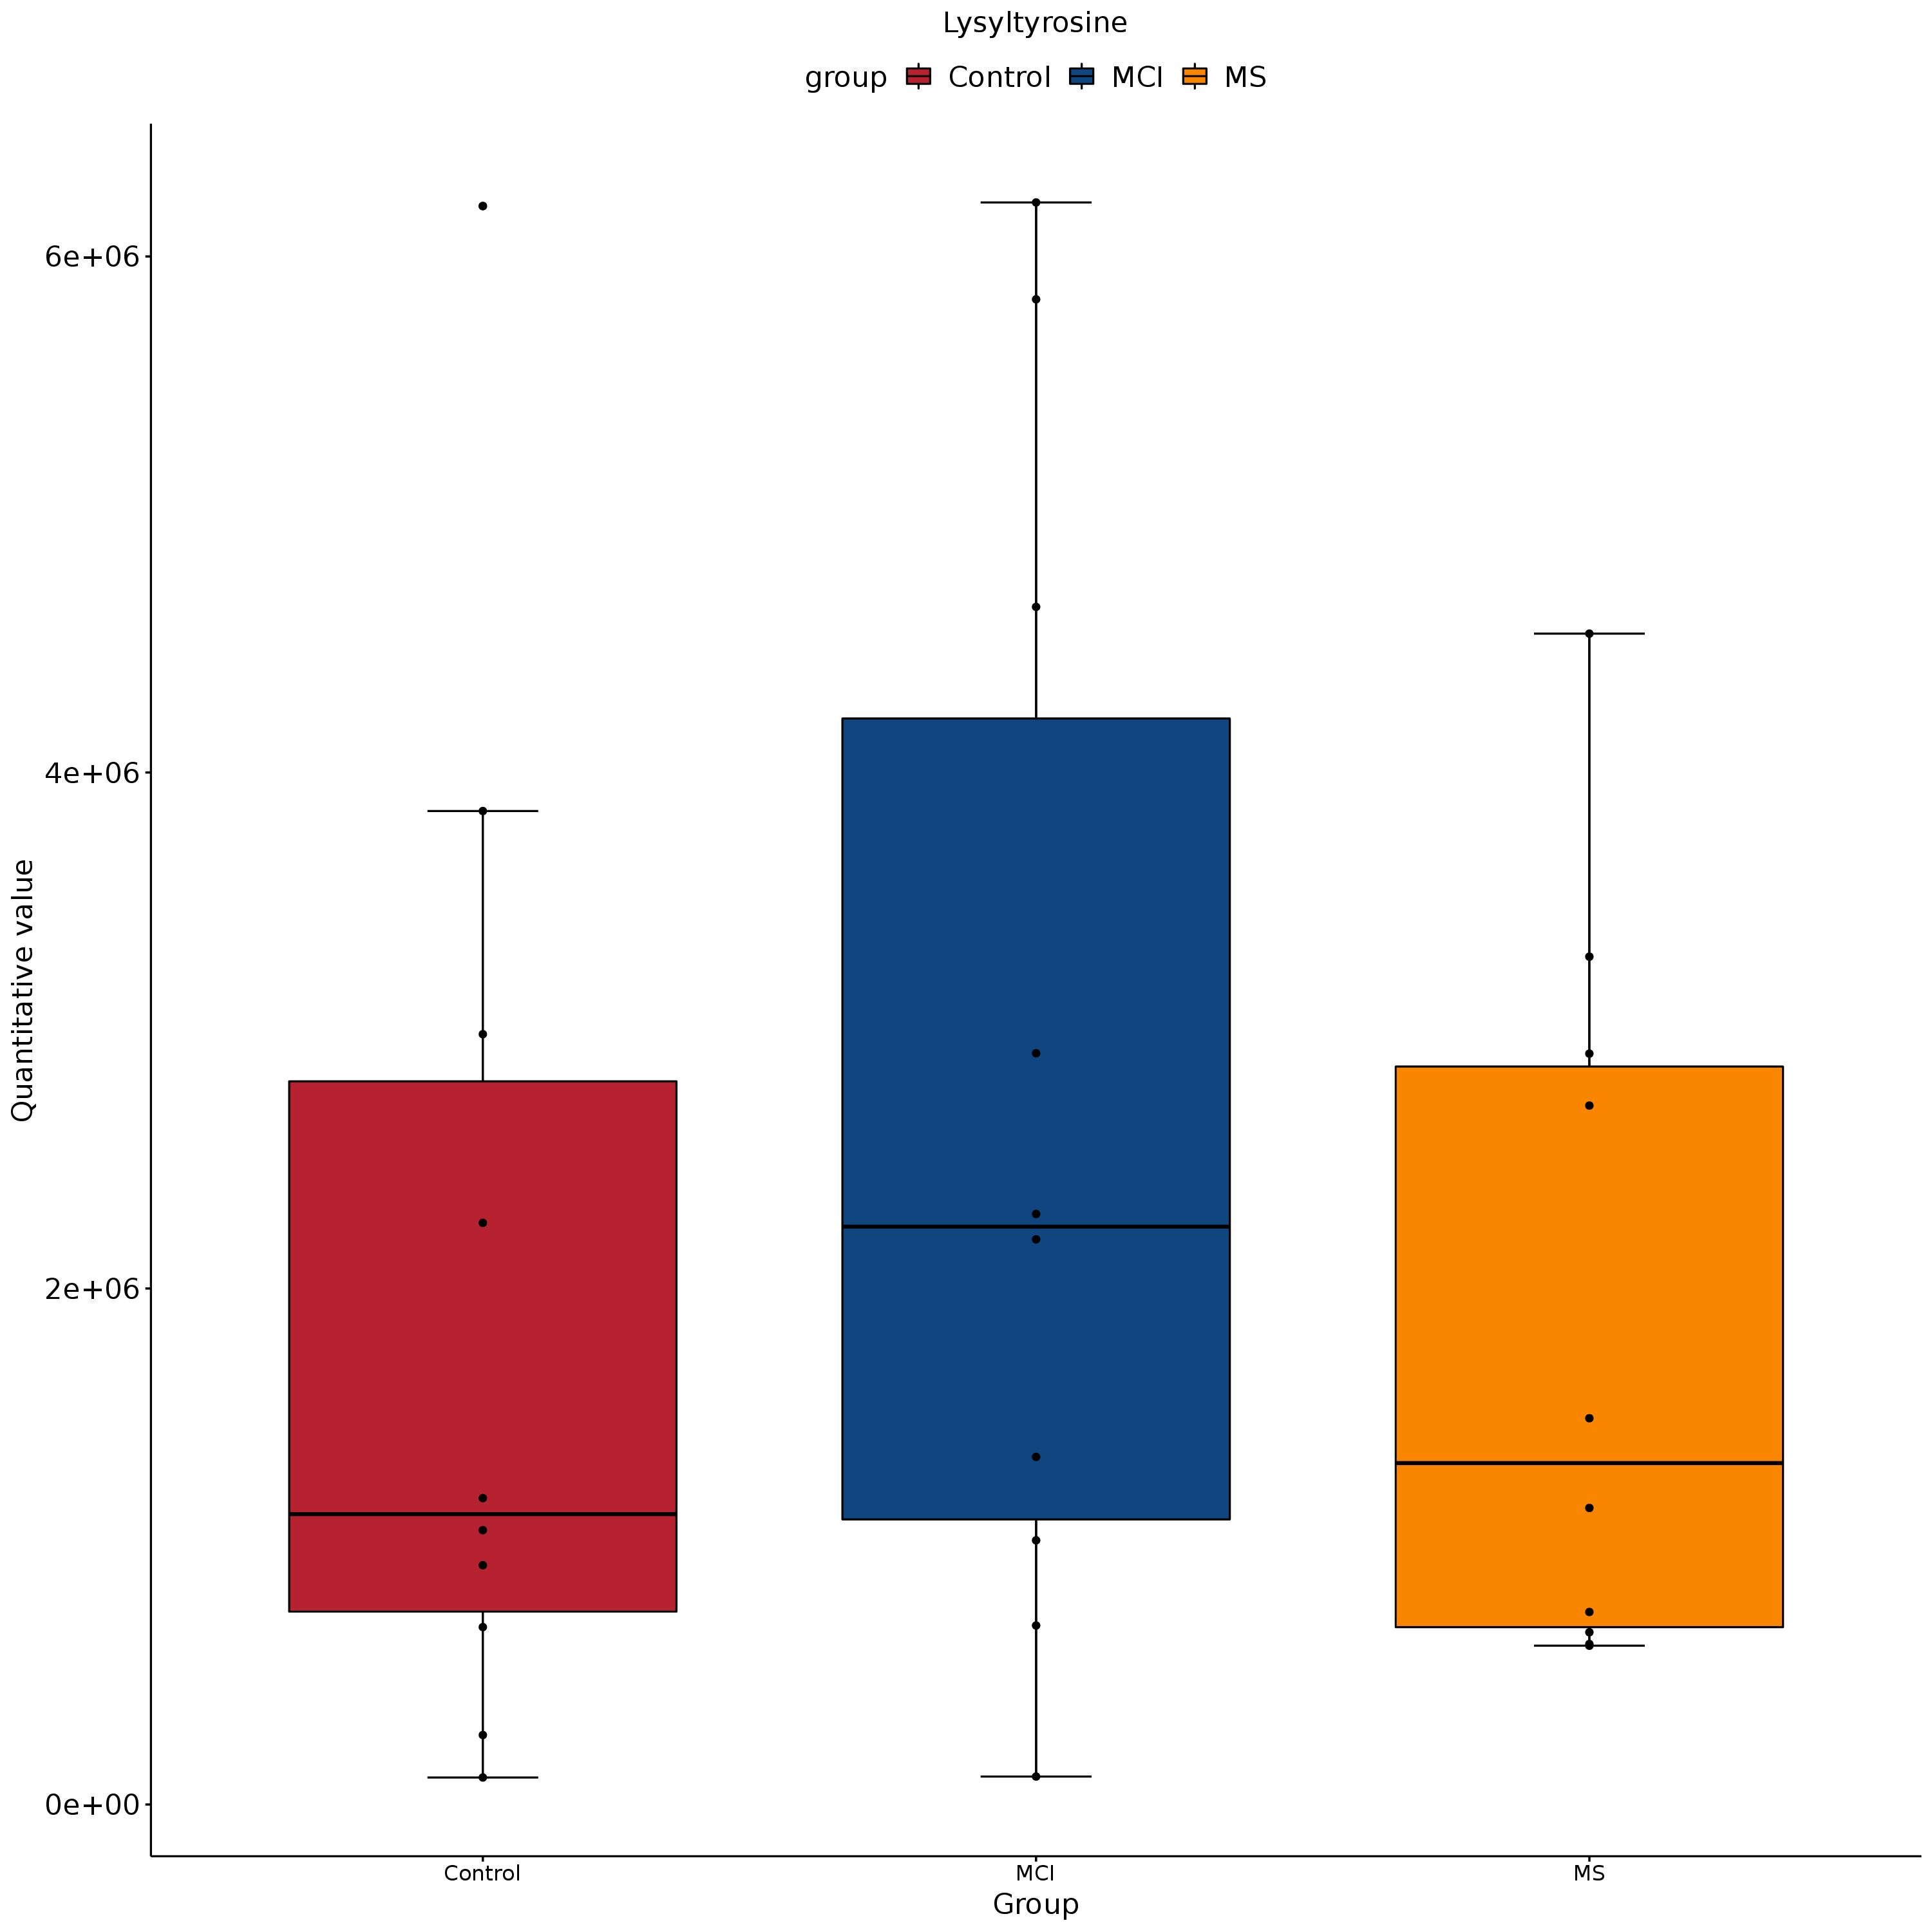 Lysyltyrosine
group Control MCI MS
6e+06
4e+06
2e+06
0e+00
Quantitative value
Control MCI MS
Group